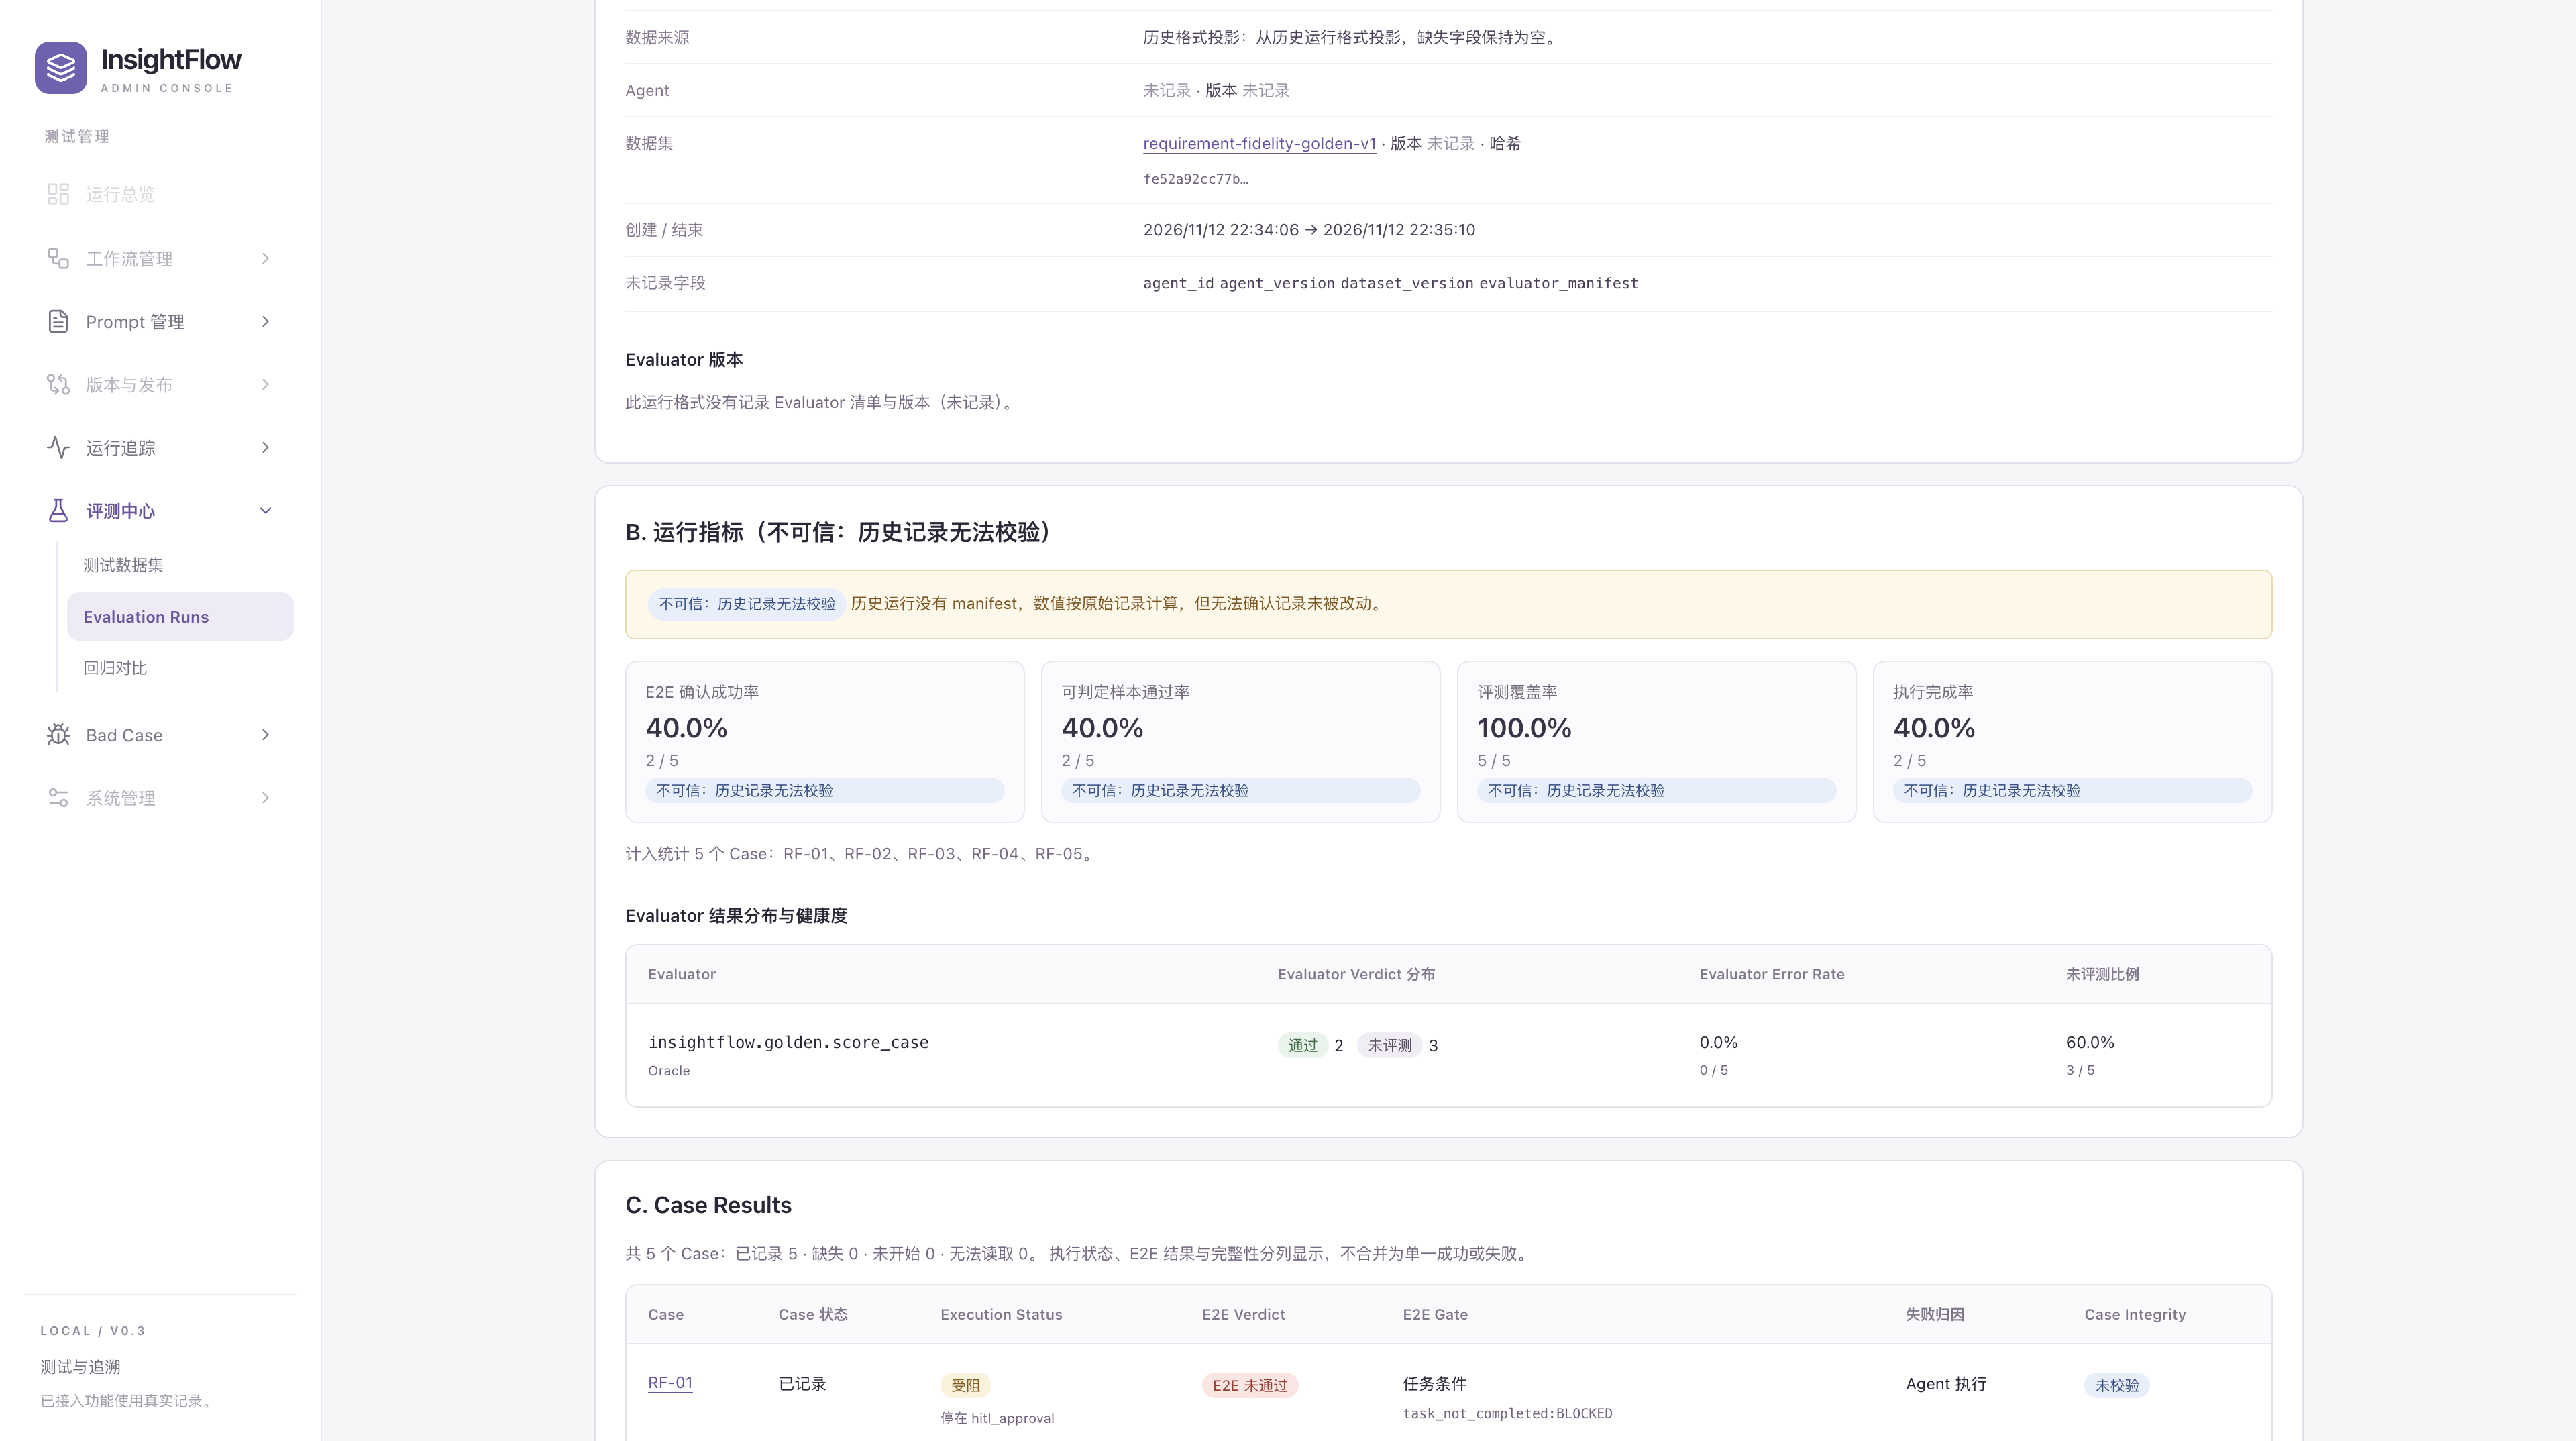 InsightFlow
ADMIN CONSOLE
测试管理
运行总览
工作流管理
Prompt 管理
版本与发布
运行追踪
评测中心
测试数据集
Evaluation Runs
回归对比
Bad Case
系统管理
LOCAL / V0.3
测试与追溯
已接入功能使用真实记录。
数据来源 历史格式投影：从历史运行格式投影，缺失字段保持为空。
Agent 未记录 · 版本 未记录
数据集 requirement-fidelity-golden-v1 · 版本 未记录 · 哈希
fe52a92cc77b…
创建 / 结束 2026/11/12 22:34:06 → 2026/11/12 22:35:10
未记录字段 agent_id agent_version dataset_version evaluator_manifest
Evaluator 版本
此运行格式没有记录 Evaluator 清单与版本（未记录）。
B. 运行指标（不可信：历史记录无法校验）
不可信：历史记录无法校验 历史运行没有 manifest，数值按原始记录计算，但无法确认记录未被改动。
E2E 确认成功率
40.0%
2 / 5
不可信：历史记录无法校验
可判定样本通过率
40.0%
2 / 5
不可信：历史记录无法校验
评测覆盖率
100.0%
5 / 5
不可信：历史记录无法校验
执行完成率
40.0%
2 / 5
不可信：历史记录无法校验
计入统计 5 个 Case：RF-01、RF-02、RF-03、RF-04、RF-05。
Evaluator 结果分布与健康度
Evaluator Evaluator Verdict 分布 Evaluator Error Rate 未评测比例
insightflow.golden.score_case 通过 2 未评测 3 0.0% 60.0%
Oracle 0 / 5 3 / 5
C. Case Results
共 5 个 Case：已记录 5 · 缺失 0 · 未开始 0 · 无法读取 0。 执行状态、E2E 结果与完整性分列显示，不合并为单一成功或失败。
Case Case 状态 Execution Status E2E Verdict E2E Gate 失败归因 Case Integrity
RF-01 已记录 受阻 E2E 未通过 任务条件 Agent 执行 未校验
停在 hitl_approval task_not_completed:BLOCKED